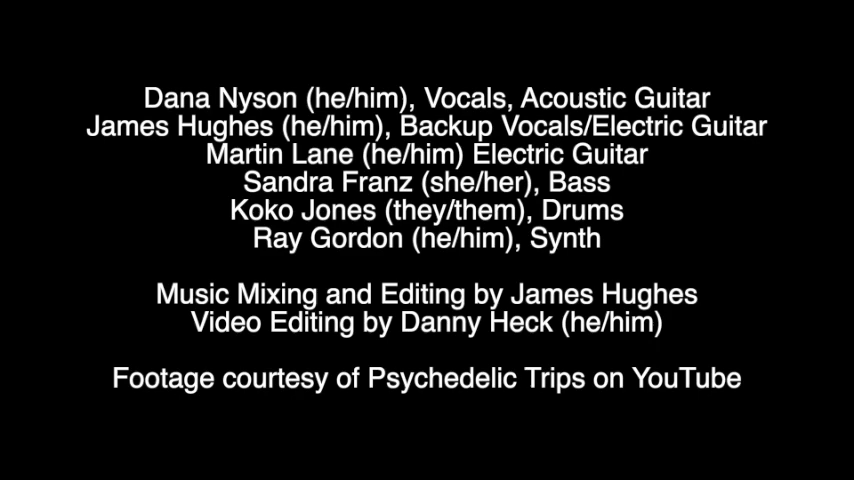 Dana Nyson (he/him), Vocals, Acoustic Guitar
James Hughes (he/him), Backup Vocals/Electric Guitar
Martin Lane (he/him) Electric Guitar
Sandra Franz (she/her), Bass
Koko Jones (they/them), Drums
Ray Gordon (he/him), Synth
Music Mixing and Editing by James Hughes
Video Editing by Danny Heck (he/him)
Footage courtesy of Psychedelic Trips on YouTube